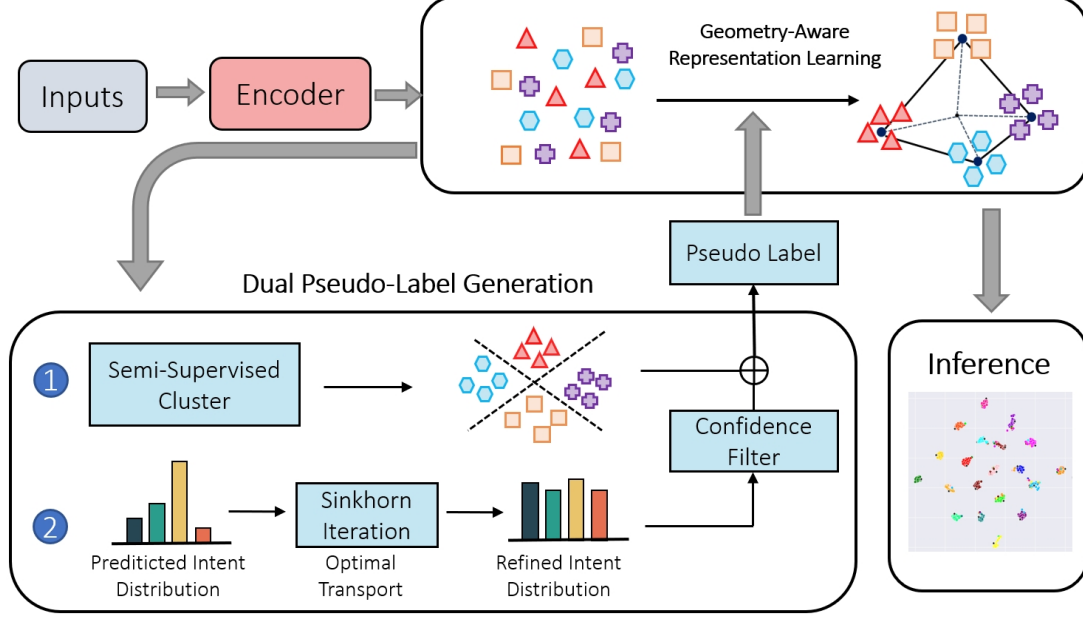 Geometry-Aware
Representation Learning
Inputs
Encoder
Pseudo Label
Dual Pseudo-Label Generation
1
Semi-Supervised
Cluster
Confidence
Filter
Inference
2
Sinkhorn
Iteration
Prediticted Intent
Distribution
Optimal
Transport
Refined Intent
Distribution